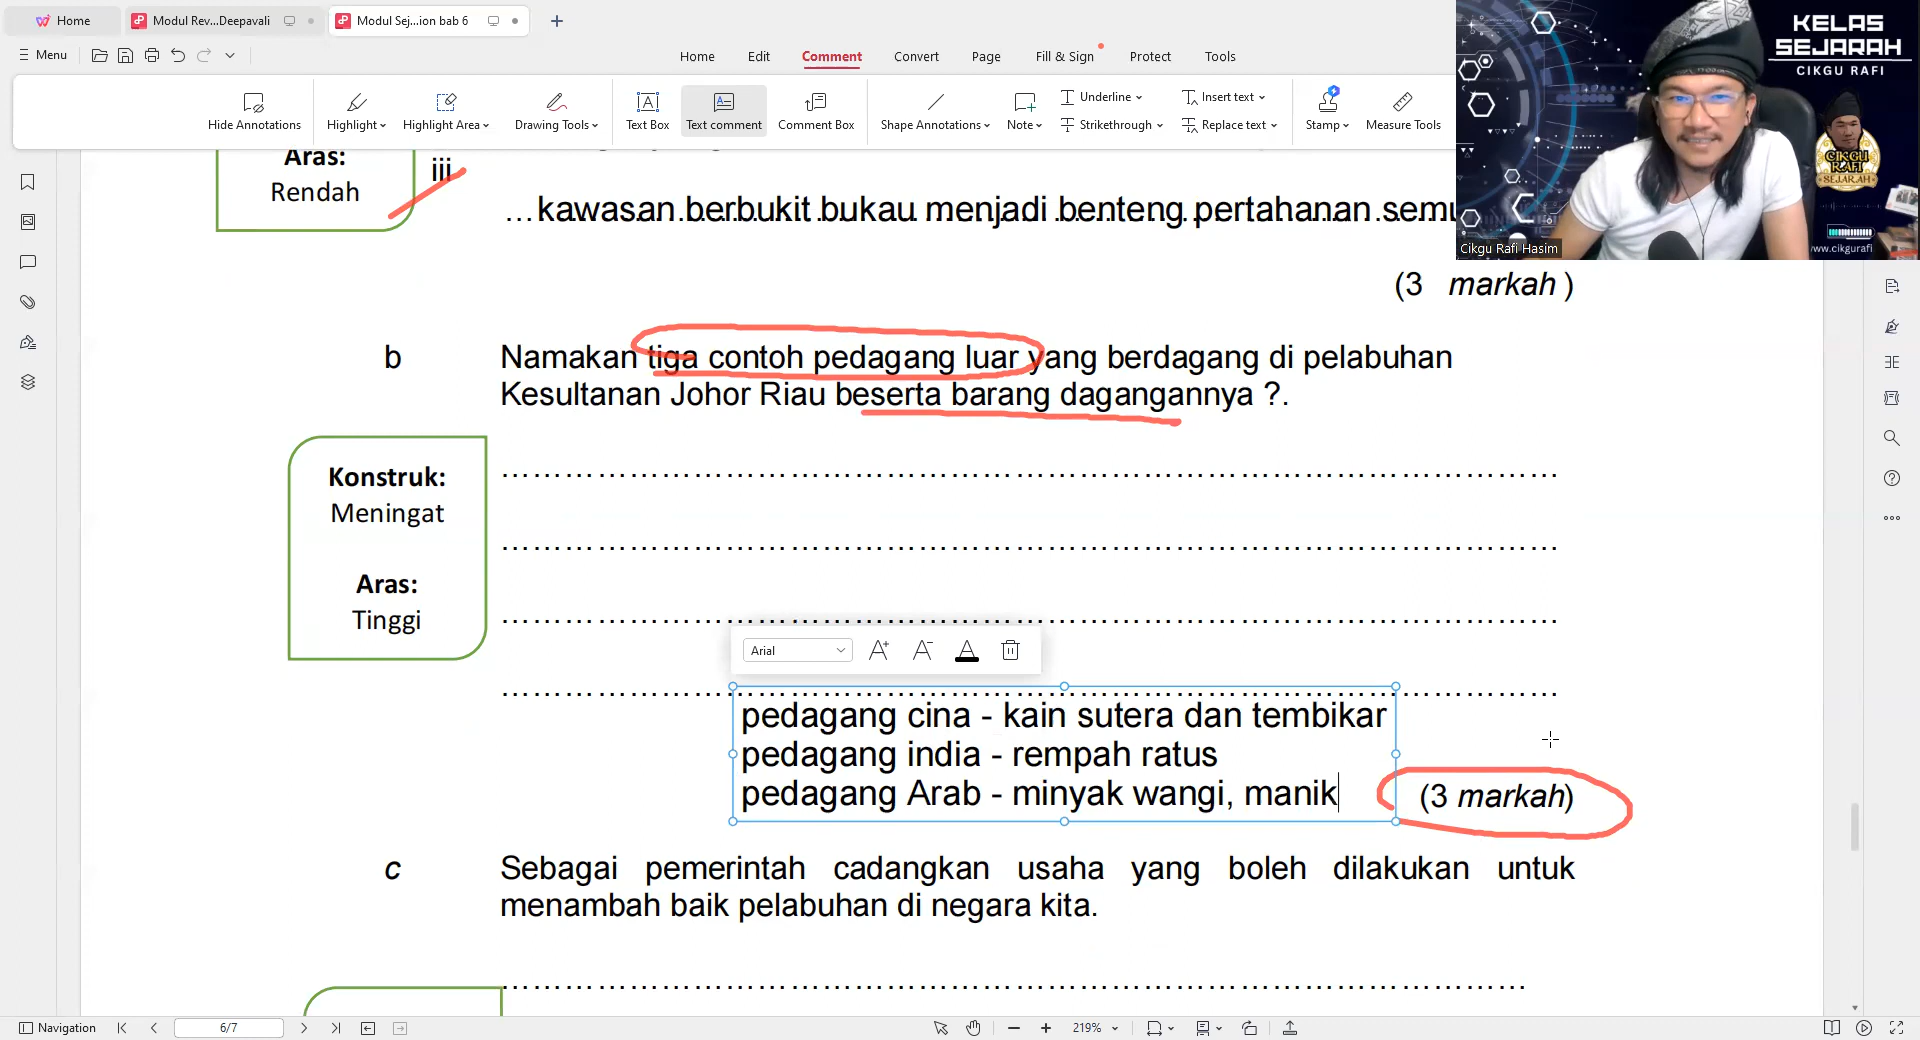 Home
Modul Rev...Deepavali
Modul Sej...ion bab 6
Menu
Home Edit Comment Convert Page Fill & Sign Protect Tools
Hide Annotations
Highlight
Highlight Area
Drawing Tools
Text Box
Text comment
Comment Box
Shape Annotations
Note
Underline
Strikethrough
Insert text
Replace text
Stamp
Measure Tools
KELAS
SEJARAH
CIKGU RAFI
CIKGU
RAFI
SEJARAH
www.cikgurafi
Cikgu Rafi Hasim
Aras:
Rendah
iii
...kawasan berbukit bukau menjadi benteng pertahanan semu
(3 markah )
b Namakan tiga contoh pedagang luar yang berdagang di pelabuhan
Kesultanan Johor Riau beserta barang dagangannya ?.
Konstruk:
Meningat
Aras:
Tinggi
Arial
pedagang cina - kain sutera dan tembikar
pedagang india - rempah ratus
pedagang Arab - minyak wangi, manik
(3 markah)
c Sebagai pemerintah cadangkan usaha yang boleh dilakukan untuk
menambah baik pelabuhan di negara kita.
Navigation
6/7
219%